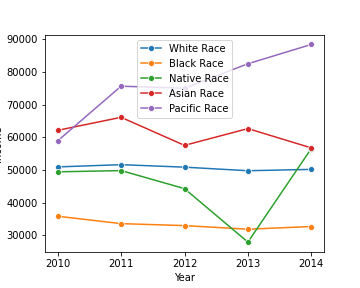 90000
80000
70000
60000
50000
40000
30000
White Race
Black Race
Native Race
Asian Race
Pacific Race
2010 2011 2012 2013 2014
Year